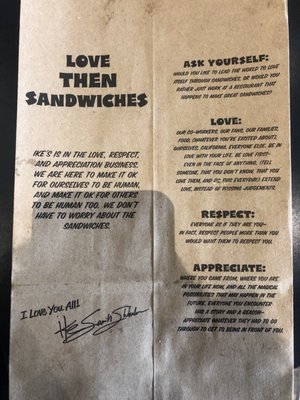 LOVE
THEN
SANDWICHES
IKE'S IS IN THE LOVE, RESPECT,
AND APPRECIATION BUSINESS.
WE ARE HERE TO MAKE IT OK
FOR OURSELVES TO BE HUMAN,
AND MAKE IT OK FOR OTHERS
TO BE HUMAN TOO. WE DON'T
HAVE TO WORRY ABOUT THE
SANDWICHES.
I LOVE YOU ALL!
ASK YOURSELF:
WOULD YOU LIKE TO LEAD THE WORLD TO LOVE
ITSELF THROUGH SANDWICHES, OR WOULD YOU
RATHER JUST WORK AT A RESTAURANT THAT
HAPPENS TO MAKE GREAT SANDWICHES?
LOVE:
OUR CO-WORKERS, OUR FANS, OUR FAMILIES,
FOOD, (WHATEVER YOU'RE EXCITED ABOUT),
OURSELVES, CALIFORNIA, EVERYONE ELSE. BE IN
LOVE WITH YOUR LIFE. BE LOVE FIRST-
EVEN IN THE FACE OF ANYTHING. (TELL
SOMEONE, THAT YOU DON'T KNOW, THAT YOU
LOVE THEM, AND THIS EVERYONE) EXTEND
LOVE, INSTEAD OF PASSING JUDGEMENTS.
RESPECT:
EVERYONE AS IF THEY ARE YOU-
IN FACT, RESPECT PEOPLE MORE THAN YOU
WOULD WANT THEM TO RESPECT YOU.
APPRECIATE:
WHERE YOU CAME FROM, WHERE YOU ARE
IN YOUR LIFE NOW, AND ALL THE MAGICAL
POSSIBILITIES THAT MAY HAPPEN IN THE
FUTURE. EVERYONE YOU ENCOUNTER
HAS A STORY AND A REASON-
APPRECIATE WHATEVER THEY HAD TO GO
THROUGH TO GET TO BEING IN FRONT OF YOU.